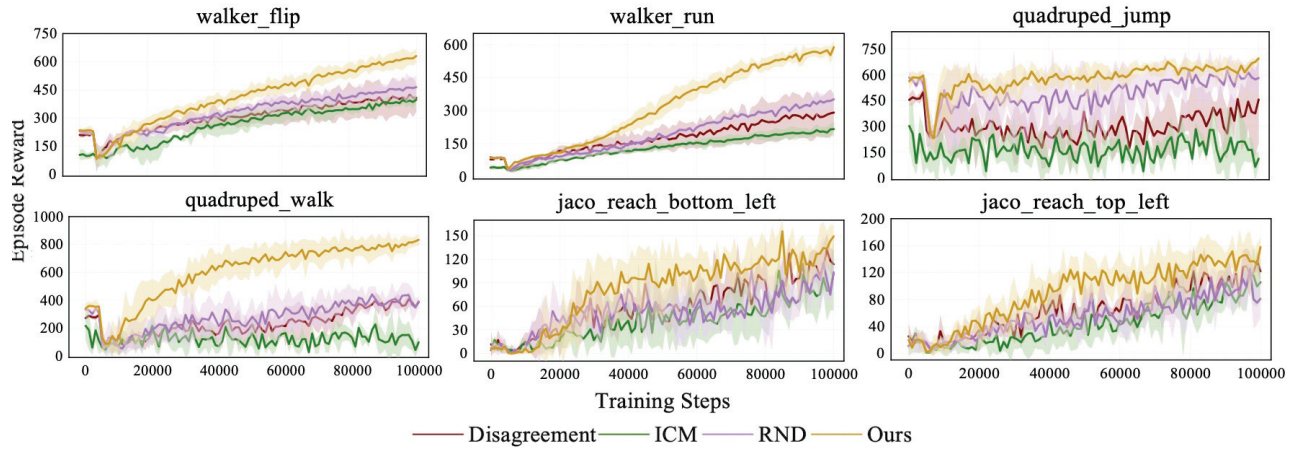 walker_flip
walker_run
quadruped_jump
750
600
450
300
150
0
600
450
300
150
0
750
600
450
300
150
0
Episode Reward
quadruped_walk
jaco_reach_bottom_left
jaco_reach_top_left
1000
800
600
400
200
0
150
120
90
60
30
0
200
160
120
80
40
0
0 20000 40000 60000 80000 100000
0 20000 40000 60000 80000 100000
0 20000 40000 60000 80000 100000
Training Steps
Disagreement ICM RND Ours